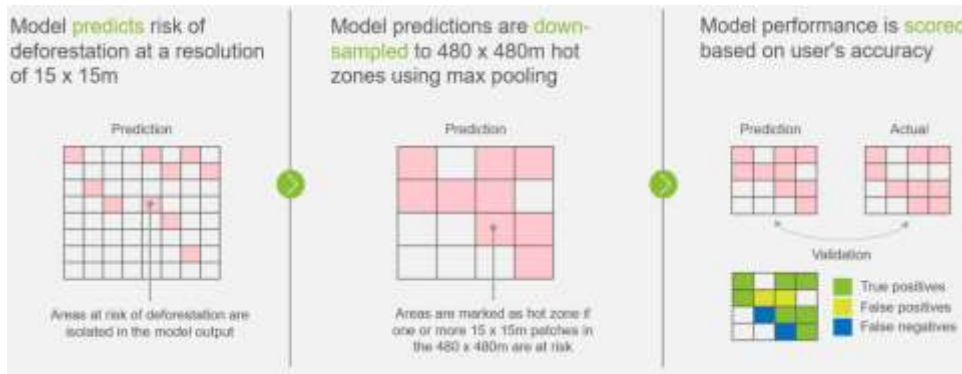 Model predicts risk of
deforestation at a resolution
of 15 x 15m
Prediction
Areas at risk of deforestation are
isolated in the model output
Model predictions are down-
sampled to 480 x 480m hot
zones using max pooling
Prediction
Areas are marked as hot zone if
one or more 15 x 15m patches in
the 480 x 480m are at risk
Model performance is scored
based on user's accuracy
Prediction
Actual
Validation
True positives
False positives
False negatives